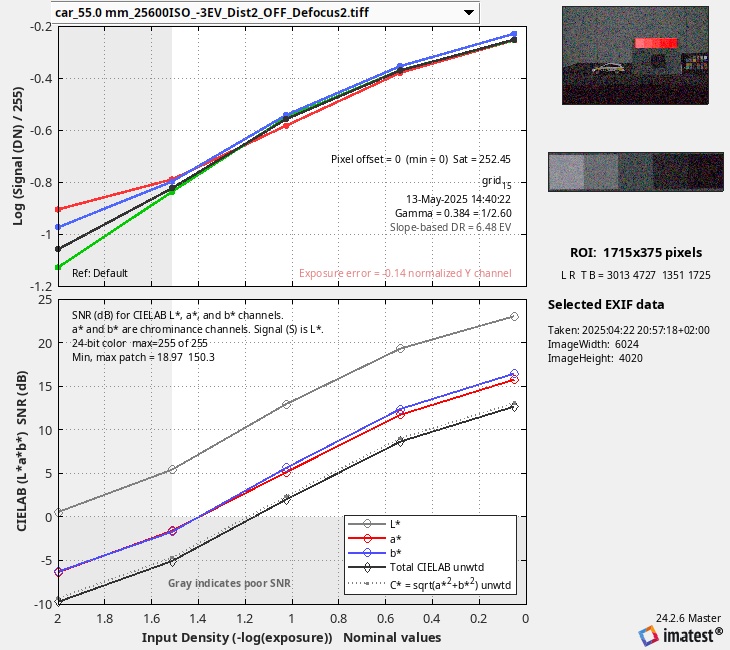 car_55.0 mm_25600ISO_-3EV_Dist2_OFF_Defocus2.tiff
-0.2
-0.4
-0.6
-0.8
-1
-1.2
Log (Signal (DN) / 255)
Pixel offset = 0 (min = 0) Sat = 252.45
grid_15
13-May-2025 14:40:22
Gamma = 0.384 = 1/2.60
Slope-based DR = 6.48 EV
Ref: Default
Exposure error = -0.14 normalized Y channel
25
20
15
10
5
0
-5
-10
CIELAB (L*a*b*) SNR (dB)
SNR (dB) for CIELAB L*, a*, and b* channels.
a* and b* are chrominance channels. Signal (S) is L*.
24-bit color max=255 of 255
Min, max patch = 18.97 150.3
Gray indicates poor SNR
L*
a*
b*
Total CIELAB unwtd
C* = sqrt(a*²+b*²) unwtd
2 1.8 1.6 1.4 1.2 1 0.8 0.6 0.4 0.2 0
Input Density (-log(exposure)) Nominal values
ROI: 1715x375 pixels
L R T B = 3013 4727 1351 1725
Selected EXIF data
Taken: 2025:04:22 20:57:18+02:00
ImageWidth: 6024
ImageHeight: 4020
24.2.6 Master
imatest®